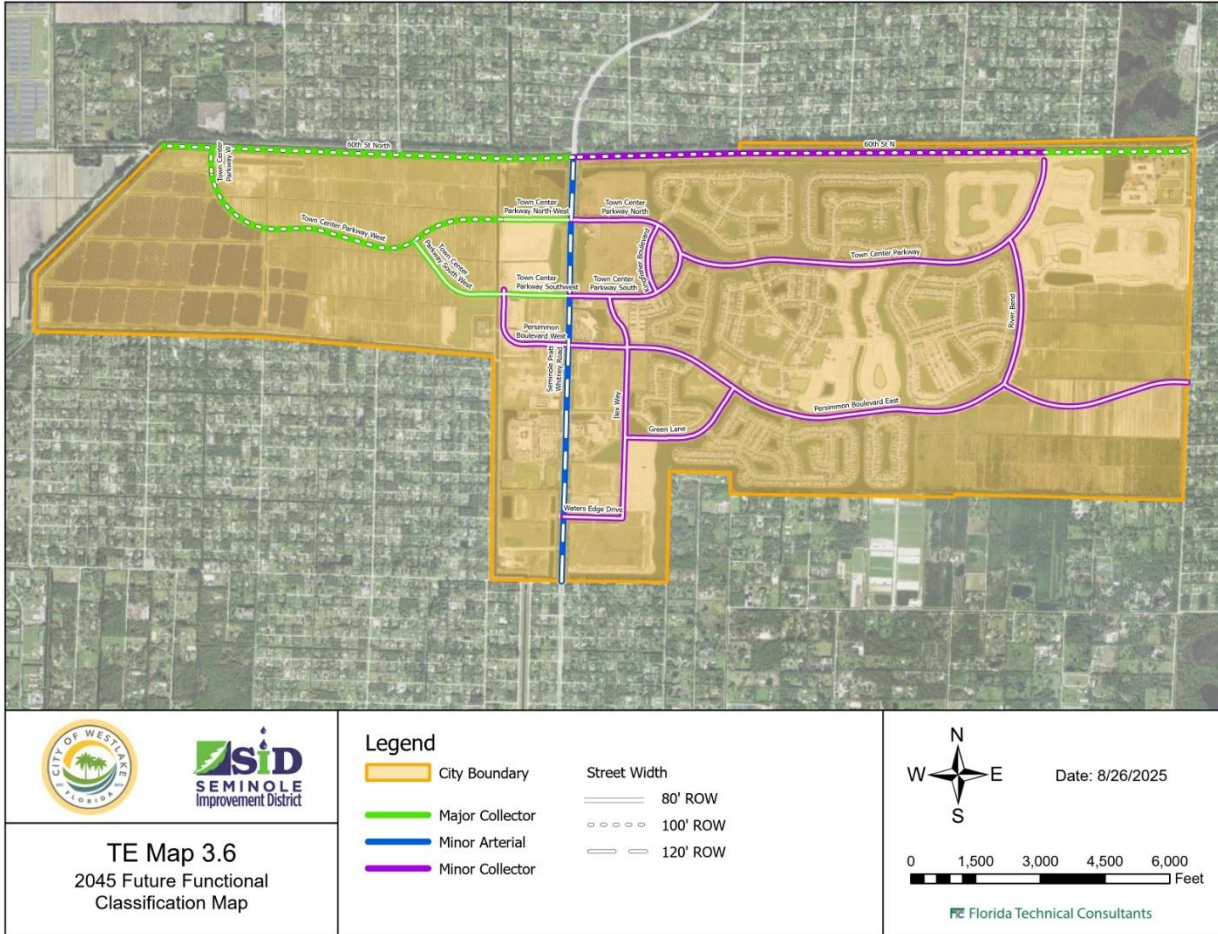 60th St North
60th St N
Town Center
Parkway W
Town Center Parkway West
Town Center
Parkway North-West
Town Center
Parkway North
Kingfisher Boulevard
Town Center Parkway
Town Center
Parkway South-West
Town Center
Parkway Southwest
Town Center
Parkway South
River Bend
Persimmon
Boulevard West
Seminole Pratt
Whitney Road
Ilex Way
Persimmon Boulevard East
Green Lane
Waters Edge Drive
CITY OF WESTLAKE
FLORIDA
SiD
SEMINOLE
Improvement District
TE Map 3.6
2045 Future Functional
Classification Map
Legend
City Boundary
Major Collector
Minor Arterial
Minor Collector
Street Width
80' ROW
100' ROW
120' ROW
N
W E
S
Date: 8/26/2025
0 1,500 3,000 4,500 6,000
Feet
Florida Technical Consultants